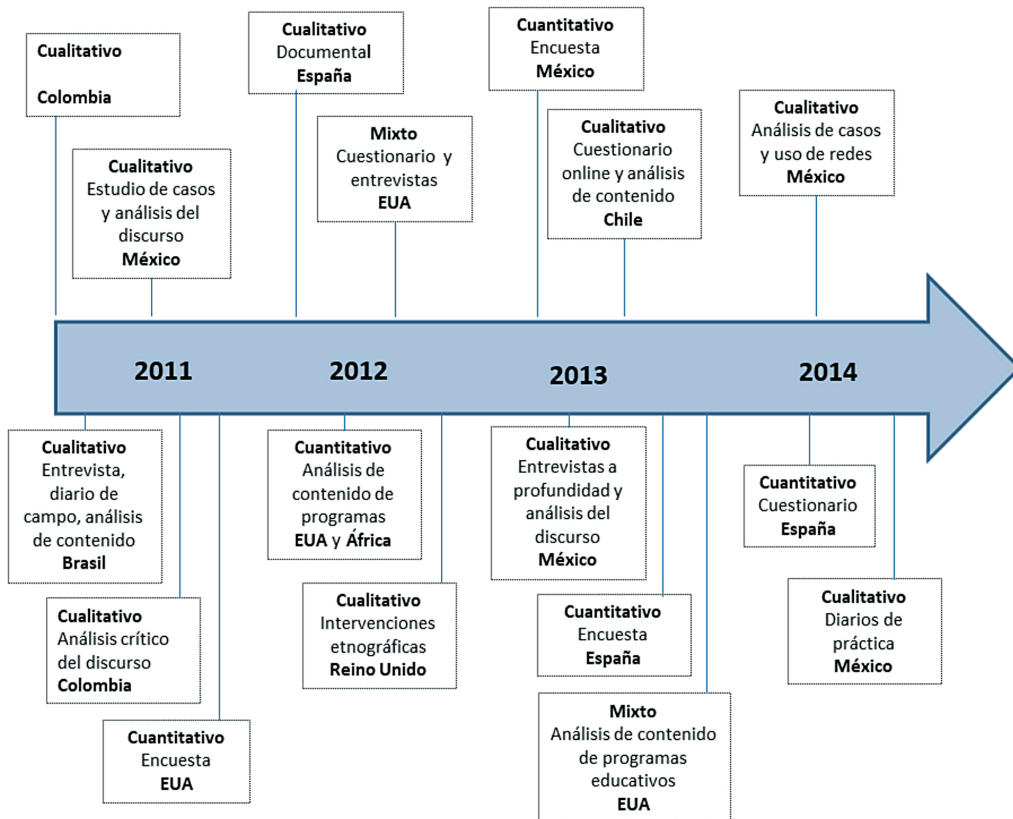 Cualitativo
Colombia
Cualitativo
Estudio de casos
y análisis del
discurso
México
Cualitativo
Documental
España
Mixto
Cuestionario y
entrevistas
EUA
Cuantitativo
Encuesta
México
Cualitativo
Cuestionario
online y análisis
de contenido
Chile
Cualitativo
Análisis de casos
y uso de redes
México
2011
2012
2013
2014
Cualitativo
Entrevista,
diario de
campo, análisis
de contenido
Brasil
Cualitativo
Análisis crítico
del discurso
Colombia
Cuantitativo
Encuesta
EUA
Cuantitativo
Análisis de
contenido de
programas
EUA y África
Cualitativo
Intervenciones
etnográficas
Reino Unido
Cualitativo
Entrevistas a
profundidad y
análisis del
discurso
México
Cuantitativo
Encuesta
España
Mixto
Análisis de contenido
de programas
educativos
EUA
Cuantitativo
Cuestionario
España
Cualitativo
Diarios de
práctica
México